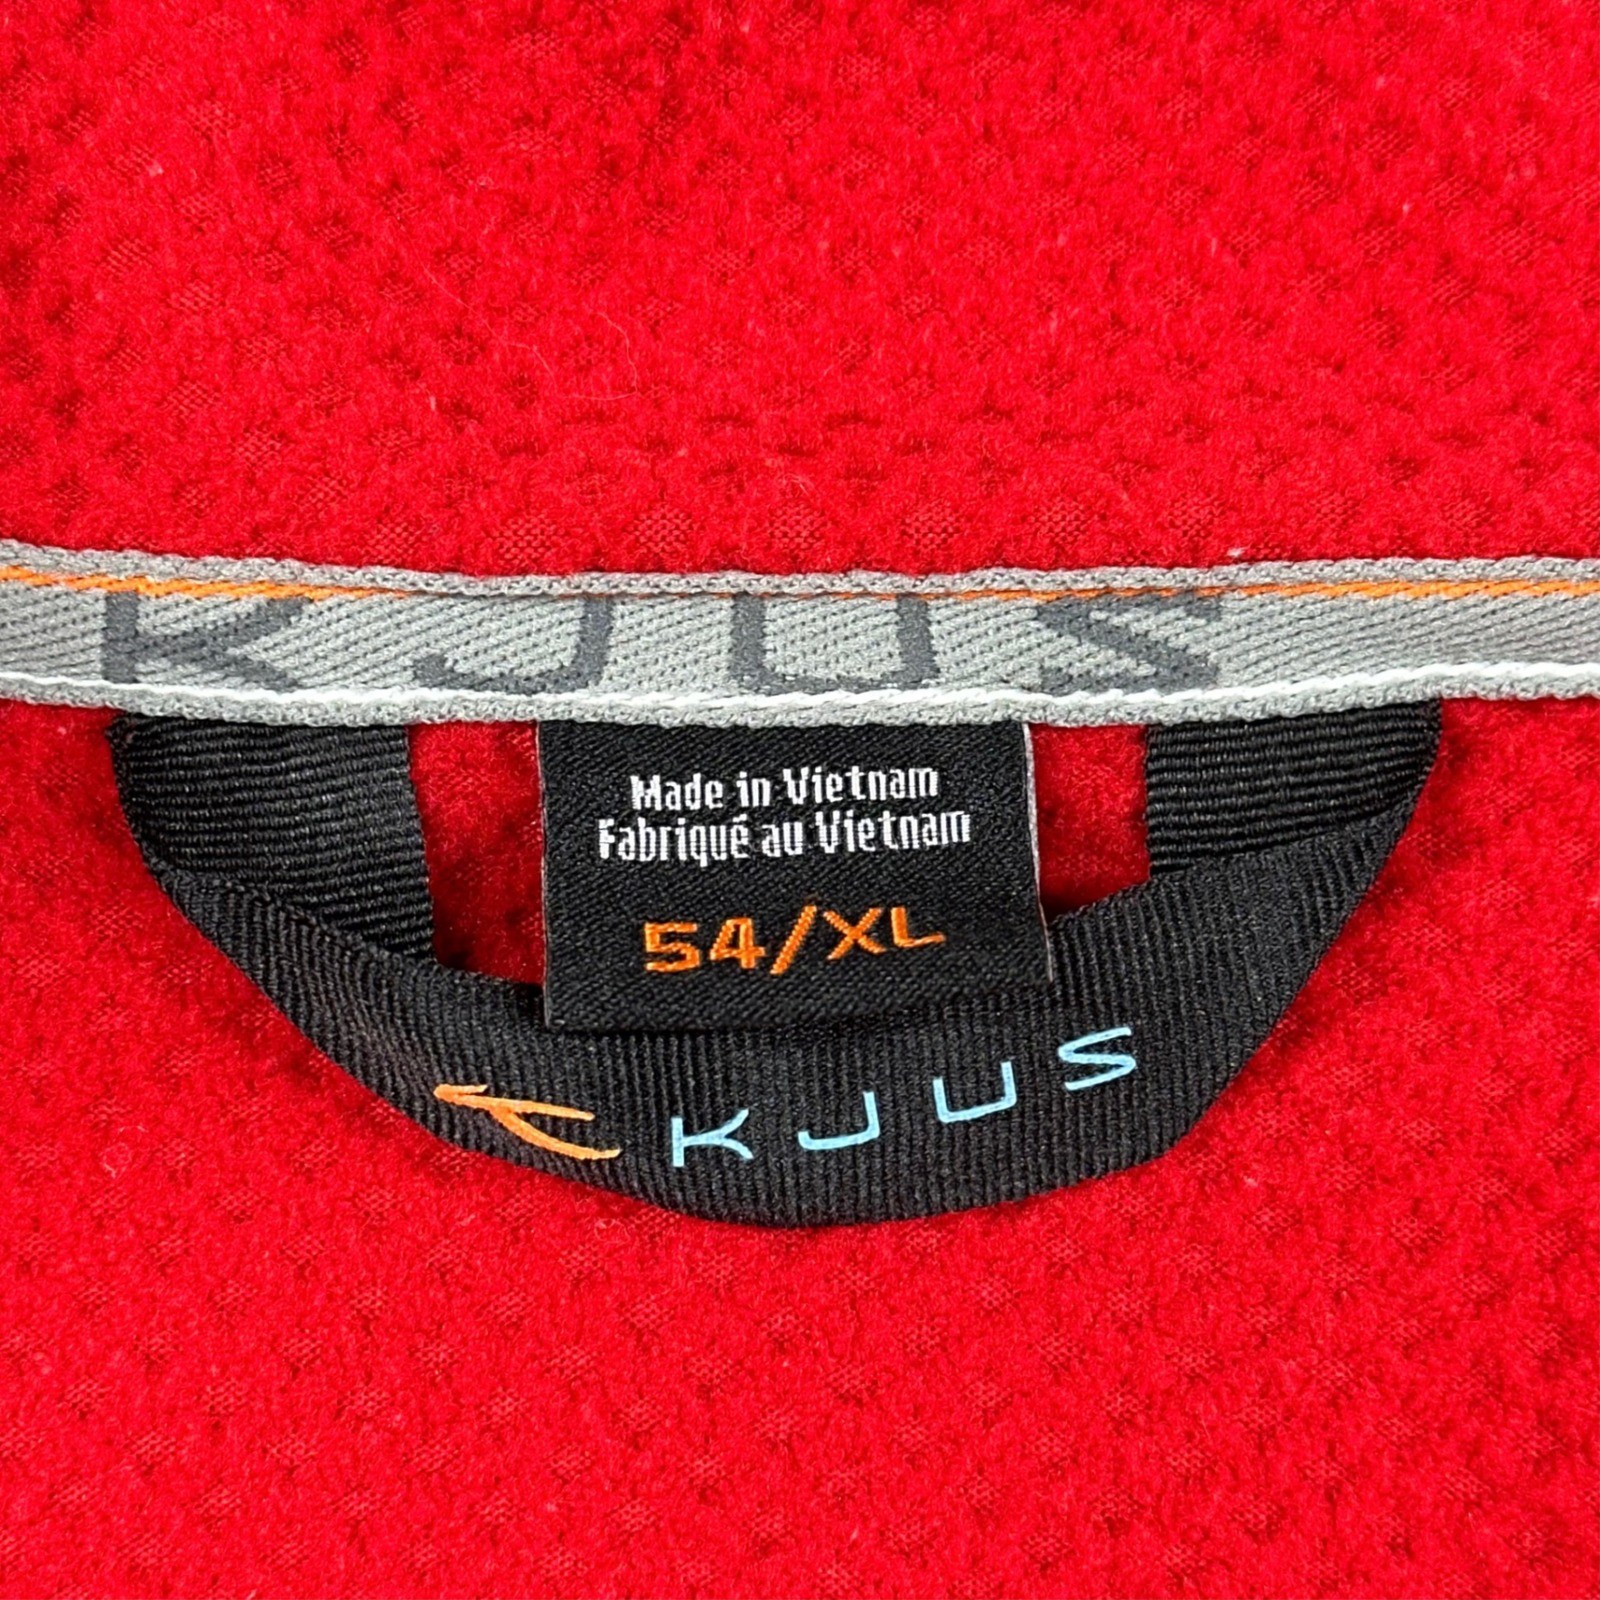 KJUS
Made in Vietnam
Fabriqué au Vietnam
54/XL
KJUS